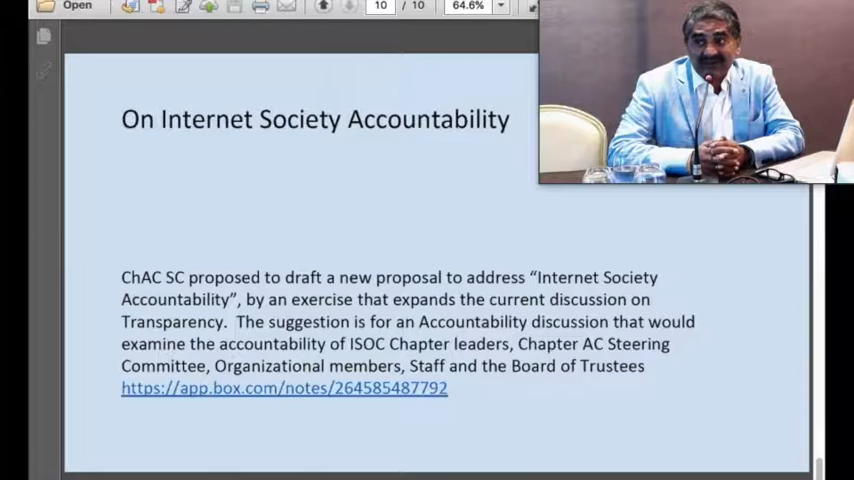 Open
10 / 10
64.6%
On Internet Society Accountability
ChAC SC proposed to draft a new proposal to address “Internet Society
Accountability”, by an exercise that expands the current discussion on
Transparency.  The suggestion is for an Accountability discussion that would
examine the accountability of ISOC Chapter leaders, Chapter AC Steering
Committee, Organizational members, Staff and the Board of Trustees
https://app.box.com/notes/264585487792